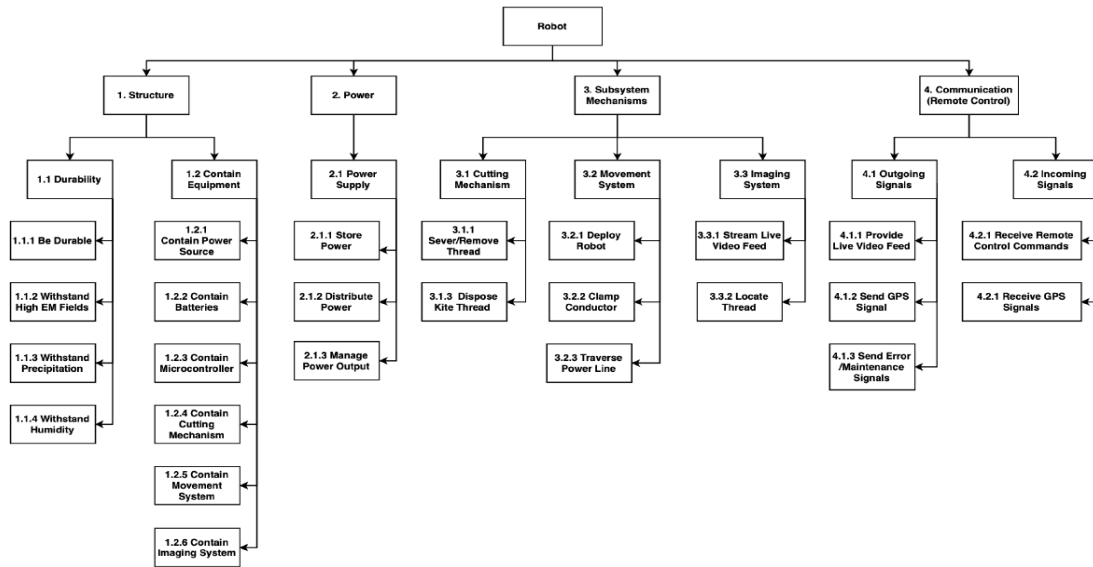 Robot
1. Structure
2. Power
3. Subsystem
Mechanisms
4. Communication
(Remote Control)
1.1 Durability
1.2 Contain
Equipment
2.1 Power
Supply
3.1 Cutting
Mechanism
3.2 Movement
System
3.3 Imaging
System
4.1 Outgoing
Signals
4.2 Incoming
Signals
1.1.1 Be Durable
1.2.1
Contain Power
Source
2.1.1 Store
Power
3.1.1
Sever/Remove
Thread
3.2.1 Deploy
Robot
3.3.1 Stream Live
Video Feed
4.1.1 Provide
Live Video Feed
4.2.1 Receive Remote
Control Commands
1.1.2 Withstand
High EM Fields
1.2.2 Contain
Batteries
2.1.2 Distribute
Power
3.1.3 Dispose
Kite Thread
3.2.2 Clamp
Conductor
3.3.2 Locate
Thread
4.1.2 Send GPS
Signal
4.2.1 Receive GPS
Signals
1.1.3 Withstand
Precipitation
1.2.3 Contain
Microcontroller
2.1.3 Manage
Power Output
3.2.3 Traverse
Power Line
4.1.3 Send Error
/Maintenance
Signals
1.1.4 Withstand
Humidity
1.2.4 Contain
Cutting
Mechanism
1.2.5 Contain
Movement
System
1.2.6 Contain
Imaging System